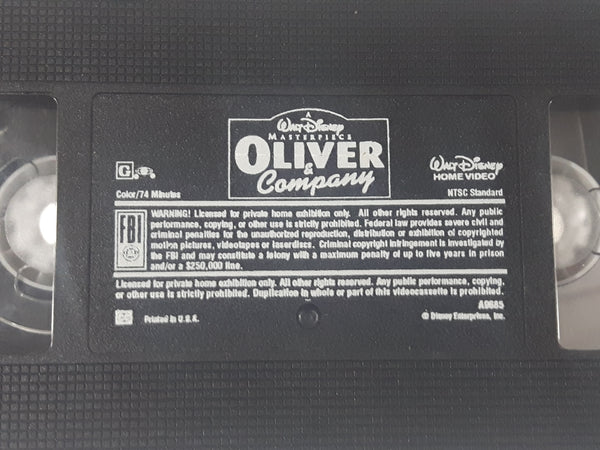 A
WALT DISNEY
MASTERPIECE
OLIVER
&
Company
G
WALT DISNEY
HOME VIDEO
Color/74 Minutes
NTSC Standard
FBI
WARNING! Licensed for private home exhibition only. All other rights reserved. Any public
performance, copying, or other use is strictly prohibited. Federal law provides severe civil and
criminal penalties for the unauthorized reproduction, distribution or exhibition of copyrighted
motion pictures, videotapes or laserdiscs. Criminal copyright infringement is investigated by
the FBI and may constitute a felony with a maximum penalty of up to five years in prison
and/or a $250,000 fine.
Licensed for private home exhibition only. All other rights reserved. Any public performance, copying,
or other use is strictly prohibited. Duplication in whole or part of this videocassette is prohibited.
A9685
Printed in U.S.A.
© Disney Enterprises, Inc.